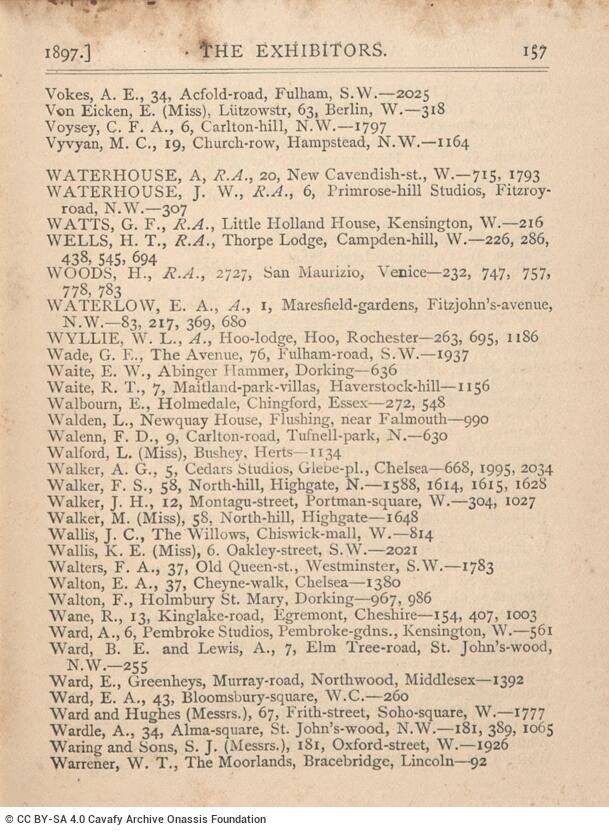 1897.] THE EXHIBITORS. 157
Vokes, A. E., 34, Acfold-road, Fulham, S.W.—2025
Von Eicken, E. (Miss), Lützowstr, 63, Berlin, W.—318
Voysey, C. F. A., 6, Carlton-hill, N.W.—1797
Vyvyan, M. C., 19, Church-row, Hampstead, N.W.—1164
WATERHOUSE, A, R.A., 20, New Cavendish-st., W.—715, 1793
WATERHOUSE, J. W., R.A., 6, Primrose-hill Studios, Fitzroy-
road, N.W.—307
WATTS, G. F., R.A., Little Holland House, Kensington, W.—216
WELLS, H. T., R.A., Thorpe Lodge, Campden-hill, W.—226, 286,
438, 545, 694
WOODS, H., R.A., 2727, San Maurizio, Venice—232, 747, 757,
778, 783
WATERLOW, E. A., A., 1, Maresfield-gardens, Fitzjohn's-avenue,
N.W.—83, 217, 369, 680
WYLLIE, W. L., A., Hoo-lodge, Hoo, Rochester—263, 695, 1186
Wade, G. E., The Avenue, 76, Fulham-road, S.W.—1937
Waite, E. W., Abinger Hammer, Dorking—636
Waite, R. T., 7, Maitland-park-villas, Haverstock-hill—1156
Walbourn, E., Holmedale, Chingford, Essex—272, 548
Walden, L., Newquay House, Flushing, near Falmouth—990
Walenn, F. D., 9, Carlton-road, Tufnell-park, N.—630
Walford, L. (Miss), Bushey, Herts—1134
Walker, A. G., 5, Cedars Studios, Glebe-pl., Chelsea—668, 1995, 2034
Walker, F. S., 58, North-hill, Highgate, N.—1588, 1614, 1615, 1628
Walker, J. H., 12, Montagu-street, Portman-square, W.—304, 1027
Walker, M. (Miss), 58, North-hill, Highgate—1648
Wallis, J. C., The Willows, Chiswick-mall, W.—814
Wallis, K. E. (Miss), 6. Oakley-street, S.W.—2021
Walters, F. A., 37, Old Queen-st., Westminster, S.W.—1783
Walton, E. A., 37, Cheyne-walk, Chelsea—1380
Walton, F., Holmbury St. Mary, Dorking—967, 986
Wane, R., 13, Kinglake-road, Egremont, Cheshire—154, 407, 1003
Ward, A., 6, Pembroke Studios, Pembroke-gdns., Kensington, W.—561
Ward, B. E. and Lewis, A., 7, Elm Tree-road, St. John's-wood,
N.W.—255
Ward, E., Greenheys, Murray-road, Northwood, Middlesex—1392
Ward, E. A., 43, Bloomsbury-square, W.C.—260
Ward and Hughes (Messrs.), 67, Frith-street, Soho-square, W.—1777
Wardle, A., 34, Alma-square, St. John's-wood, N.W.—181, 389, 1065
Waring and Sons, S. J. (Messrs.), 181, Oxford-street, W.—1926
Warrener, W. T., The Moorlands, Bracebridge, Lincoln—92
© CC BY-SA 4.0 Cavafy Archive Onassis Foundation